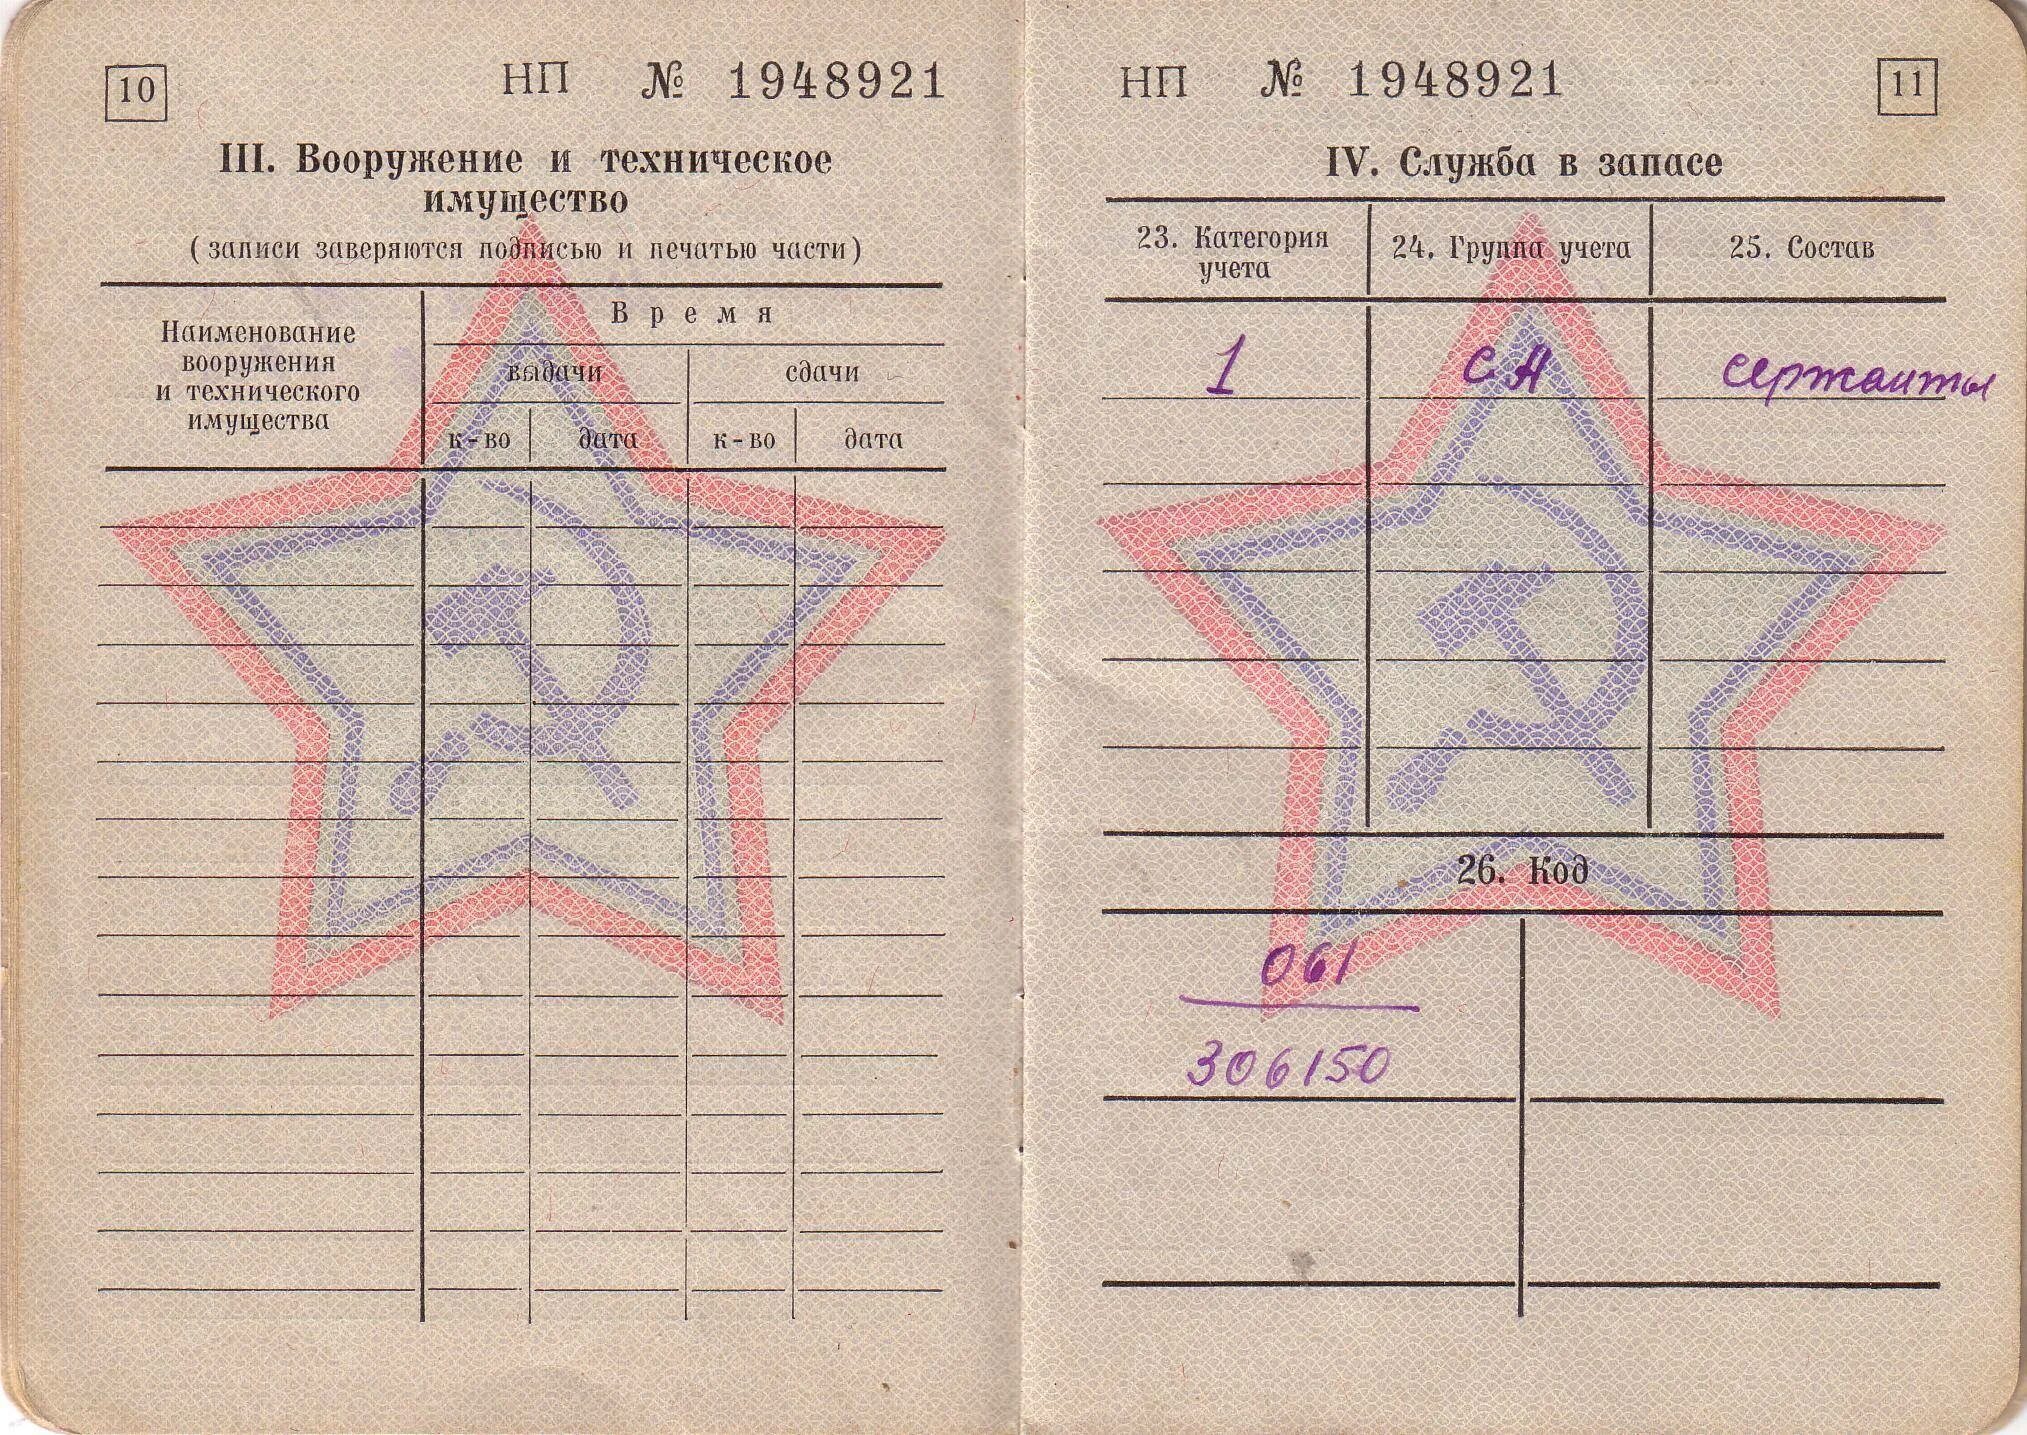 10
НП № 1948921
III. Вооружение и техническое
имущество
(записи заверяются подписью и печатью части)
Наименование
вооружения
и технического
имущества
Время
выдачи
сдачи
к-во
дата
к-во
дата
НП № 1948921
11
IV. Служба в запасе
23. Категория
учета
24. Группа учета
25. Состав
1
СА
сержанты
26. Код
061
306150